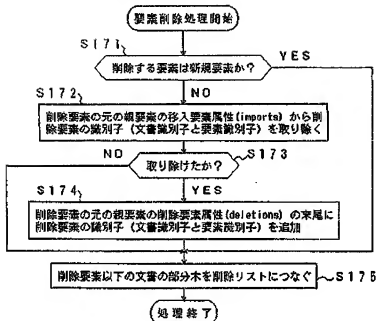 要素削除処理開始
S171
YES
削除する要素は新規要素か?
S172
NO
削除要素の元の親要素の移入要素属性(imports)から削
除要素の識別子(文書識別子と要素識別子)を取り除く
NO
S173
取り除けたか?
S174
YES
削除要素の元の親要素の削除要素属性(deletions)の末尾に
削除要素の識別子(文書識別子と要素識別子)を追加
削除要素以下の文書の部分木を削除リストにつなぐ
S175
処理終了